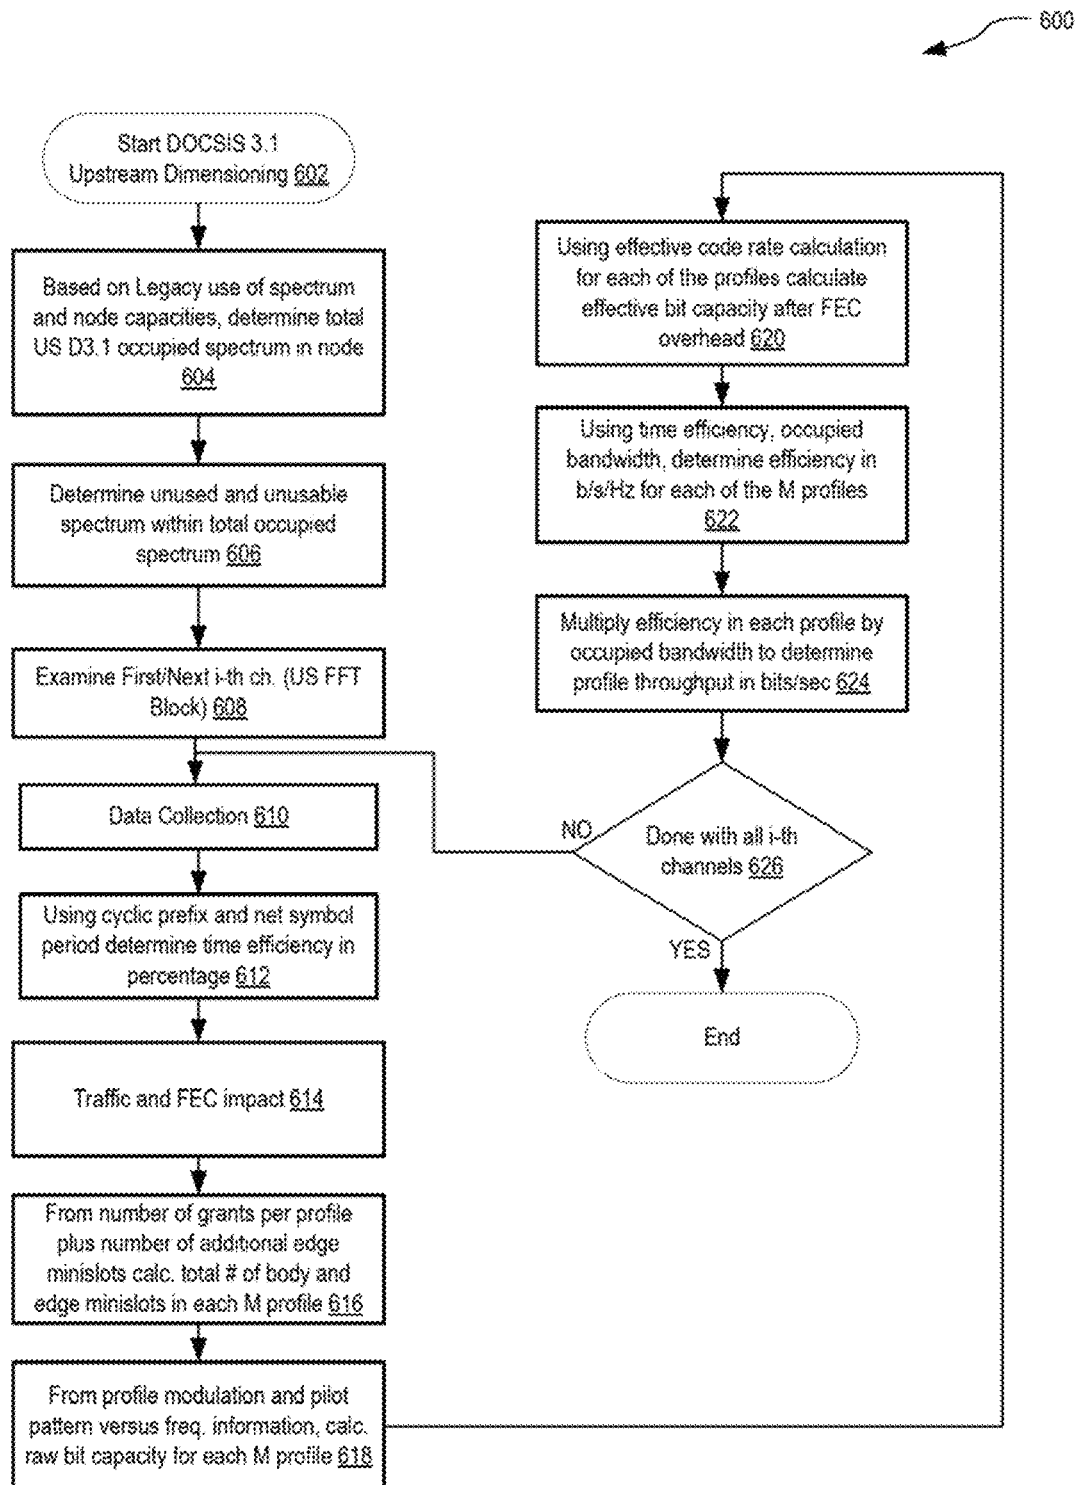 600
Start DOCSIS 3.1
Upstream Dimensioning 602
Based on Legacy use of spectrum
and node capacities, determine total
US D3.1 occupied spectrum in node
604
Determine unused and unusable
spectrum within total occupied
spectrum 606
Examine First/Next i-th ch. (US FFT
Block) 608
Data Collection 610
Using cyclic prefix and net symbol
period determine time efficiency in
percentage 612
Traffic and FEC impact 614
From number of grants per profile
plus number of additional edge
minislots calc. total # of body and
edge minislots in each M profile 616
From profile modulation and pilot
pattern versus freq. information, calc.
raw bit capacity for each M profile 618
Using effective code rate calculation
for each of the profiles calculate
effective bit capacity after FEC
overhead 620
Using time efficiency, occupied
bandwidth, determine efficiency in
b/s/Hz for each of the M profiles
622
Multiply efficiency in each profile by
occupied bandwidth to determine
profile throughput in bits/sec 624
NO
Done with all i-th
channels 626
YES
End